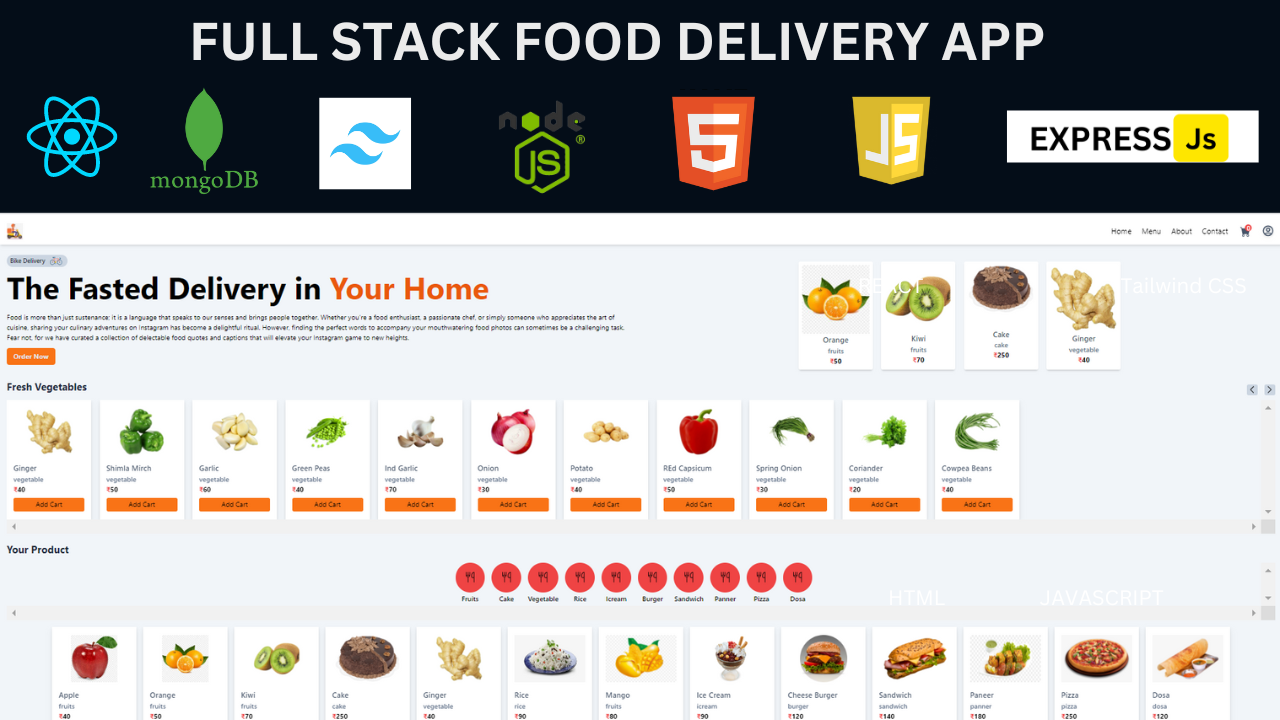 FULL STACK FOOD DELIVERY APP
mongoDB
node
JS
5
JS
EXPRESS Js
Home Menu About Contact 0
Bike Delivery
The Fasted Delivery in Your Home
Food is more than just sustenance; it is a language that speaks to our senses and brings people together. Whether you're a food enthusiast, a passionate chef, or simply someone who appreciates the art of
cuisine, sharing your culinary adventures on Instagram has become a delightful ritual. However, finding the perfect words to accompany your mouthwatering food photos can sometimes be a challenging task.
Fear not, for we have curated a collection of delectable food quotes and captions that will elevate your Instagram game to new heights.
Order Now
REACT
Tailwind CSS
Orange Kiwi Cake Ginger
fruits fruits cake vegetable
₹50 ₹70 ₹250 ₹40
Fresh Vegetables
Ginger Shimla Mirch Garlic Green Peas Ind Garlic Onion Potato REd Capsicum Spring Onion Coriander Cowpea Beans
vegetable vegetable vegetable vegetable vegetable vegetable vegetable vegetable vegetable vegetable vegetable
₹40 ₹50 ₹60 ₹40 ₹70 ₹30 ₹40 ₹50 ₹30 ₹20 ₹40
Add Cart Add Cart Add Cart Add Cart Add Cart Add Cart Add Cart Add Cart Add Cart Add Cart Add Cart
Your Product
Fruits Cake Vegetable Rice Icream Burger Sandwich Panner Pizza Dosa
HTML JAVASCRIPT
Apple Orange Kiwi Cake Ginger Rice Mango Ice Cream Cheese Burger Sandwich Paneer Pizza Dosa
fruits fruits fruits cake vegetable rice fruits icream burger sandwich panner pizza dosa
₹40 ₹50 ₹70 ₹250 ₹40 ₹90 ₹80 ₹90 ₹120 ₹140 ₹180 ₹250 ₹120